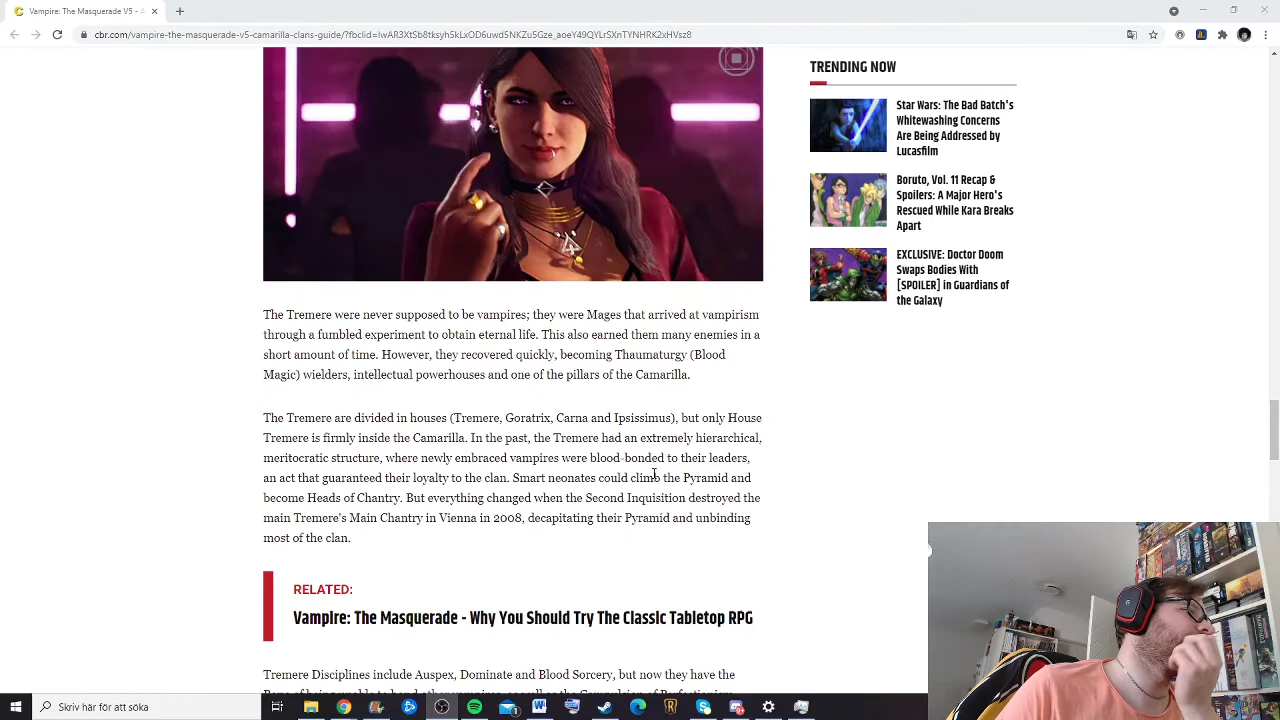 Vampire: The Masquerade V5 - A
cbr.com/vampire-the-masquerade-v5-camarilla-clans-guide/?fbclid=IwAR3XtSb8tksyh5kLxOD6uwd5NKZu5Gze_aoeY49QYLrSXnTYNHRK2xHVsz8
TRENDING NOW
Star Wars: The Bad Batch's
Whitewashing Concerns
Are Being Addressed by
Lucasfilm
Boruto, Vol. 11 Recap &
Spoilers: A Major Hero's
Rescued While Kara Breaks
Apart
EXCLUSIVE: Doctor Doom
Swaps Bodies With
[SPOILER] in Guardians of
the Galaxy
The Tremere were never supposed to be vampires; they were Mages that arrived at vampirism
through a fumbled experiment to obtain eternal life. This also earned them many enemies in a
short amount of time. However, they recovered quickly, becoming Thaumaturgy (Blood
Magic) wielders, intellectual powerhouses and one of the pillars of the Camarilla.
The Tremere are divided in houses (Tremere, Goratrix, Carna and Ipsissimus), but only House
Tremere is firmly inside the Camarilla. In the past, the Tremere had an extremely hierarchical,
meritocratic structure, where newly embraced vampires were blood-bonded to their leaders,
an act that guaranteed their loyalty to the clan. Smart neonates could climb the Pyramid and
become Heads of Chantry. But everything changed when the Second Inquisition destroyed the
main Tremere's Main Chantry in Vienna in 2008, decapitating their Pyramid and unbinding
most of the clan.
RELATED:
Vampire: The Masquerade - Why You Should Try The Classic Tabletop RPG
Tremere Disciplines include Auspex, Dominate and Blood Sorcery, but now they have the
Skriv här för att söka